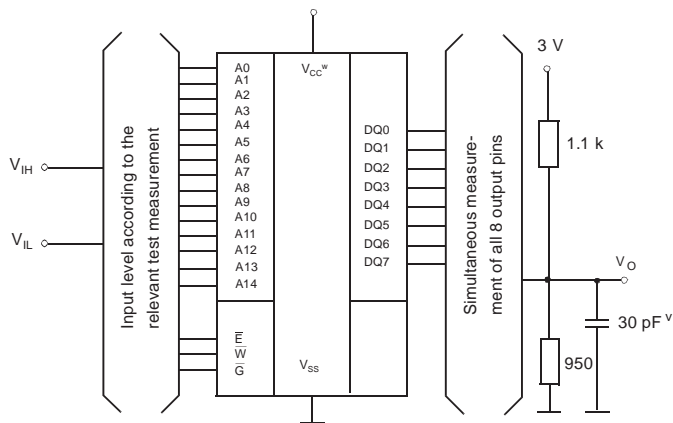 V_IH
V_IL
Input level according to the
relevant test measurement
A0
A1
A2
A3
A4
A5
A6
A7
A8
A9
A10
A11
A12
A13
A14
E̅
W̅
G̅
V_CC^w
V_SS
DQ0
DQ1
DQ2
DQ3
DQ4
DQ5
DQ6
DQ7
Simultaneous measure-
ment of all 8 output pins
3 V
1.1 k
V_O
30 pF^v
950